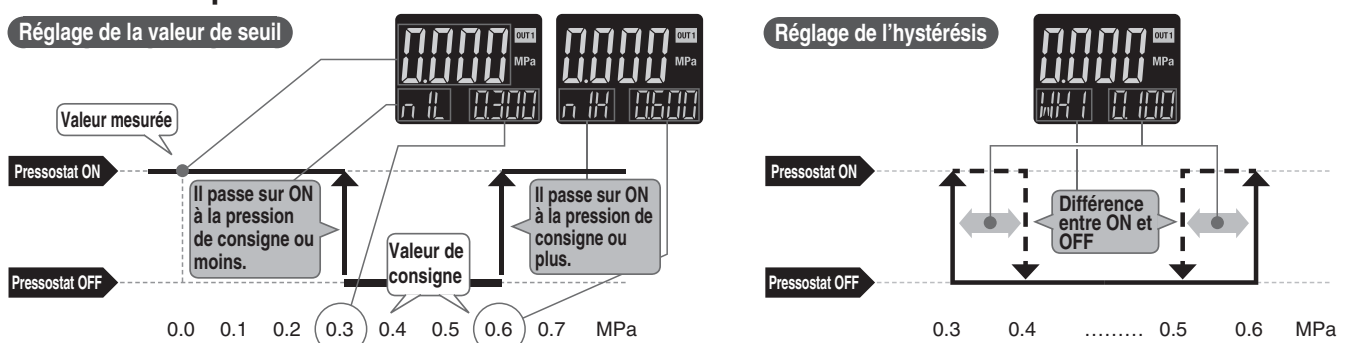 Réglage de la valeur de seuil
0.000
OUT1
MPa
n 1L 0.300
0.000
OUT1
MPa
n 1H 0.600
Valeur mesurée
Pressostat ON
Il passe sur ON
à la pression
de consigne ou
moins.
Valeur de
consigne
Il passe sur ON
à la pression de
consigne ou
plus.
Pressostat OFF
0.0 0.1 0.2 0.3 0.4 0.5 0.6 0.7 MPa
Réglage de l'hystérésis
0.000
OUT1
MPa
WH1 0.100
Pressostat ON
Différence
entre ON et
OFF
Pressostat OFF
0.3 0.4 ......... 0.5 0.6 MPa